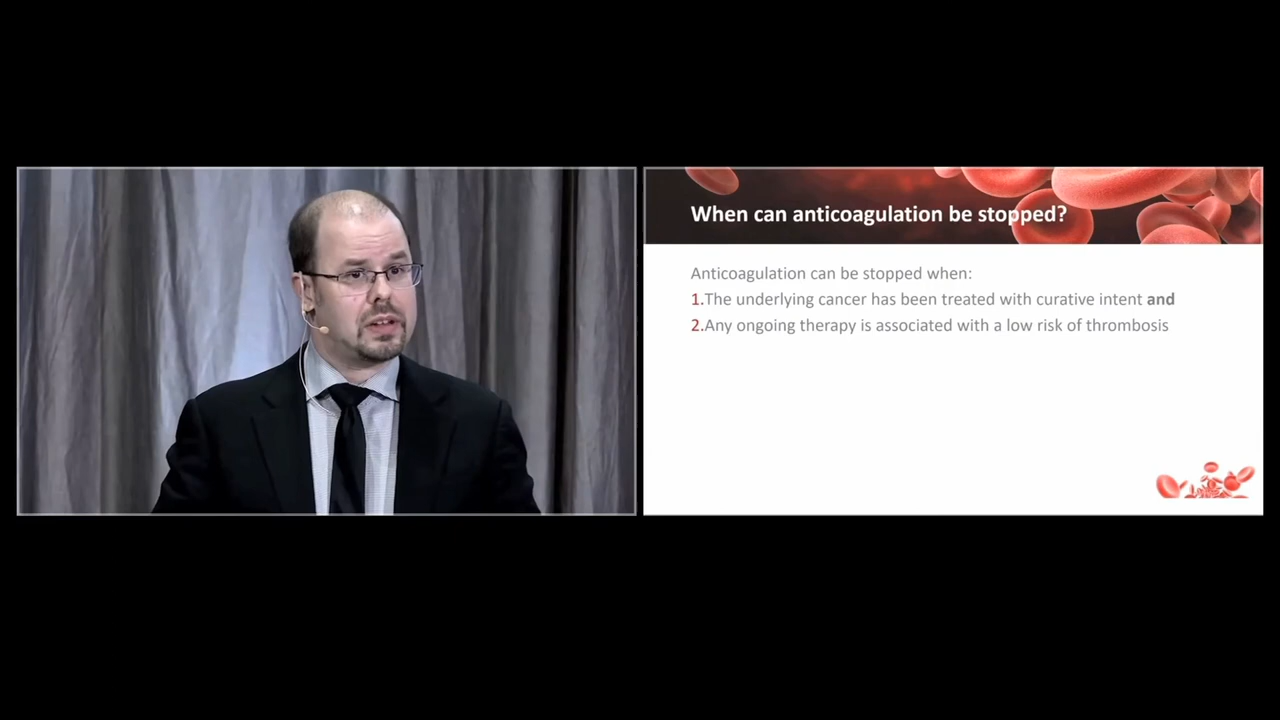 When can anticoagulation be stopped?
Anticoagulation can be stopped when:
1.The underlying cancer has been treated with curative intent and
2.Any ongoing therapy is associated with a low risk of thrombosis